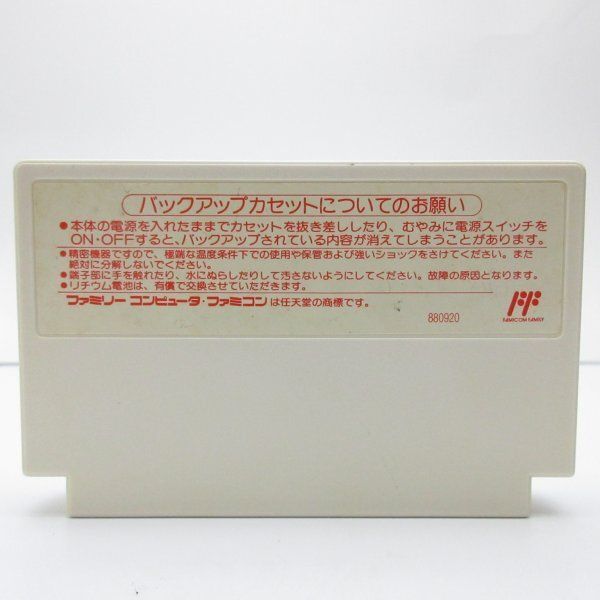 バックアップカセットについてのお願い
●本体の電源を入れたままでカセットを抜き差ししたり、むやみに電源スイッチを
ON・OFFすると、バックアップされている内容が消えてしまうことがあります。
●精密機器ですので、極端な温度条件下での使用や保管および強いショックをさけてください。また
絶対に分解しないでください。
●端子部に手を触れたり、水にぬらしたりして汚さないようにしてください。故障の原因となります。
●リチウム電池は、有償で交換させていただきます。
ファミリーコンピュータ・ファミコンは任天堂の商標です。
880920
FAMICOM FAMILY